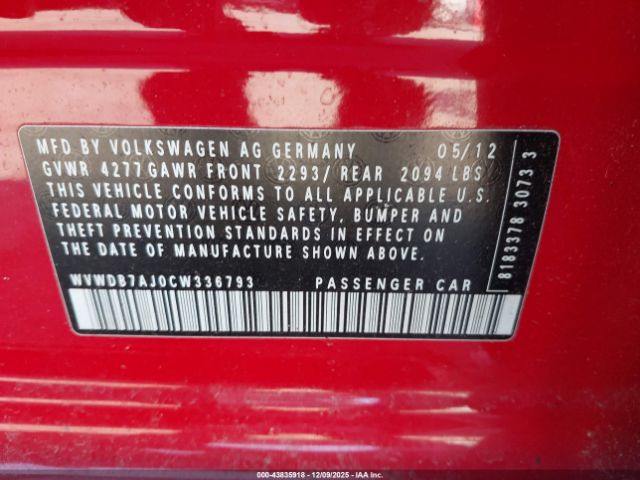 MFD BY VOLKSWAGEN AG GERMANY 05/12
GVWR 4277 GAWR FRONT 2293/ REAR 2094 LBS
THIS VEHICLE CONFORMS TO ALL APPLICABLE U.S.
FEDERAL MOTOR VEHICLE SAFETY, BUMPER AND
THEFT PREVENTION STANDARDS IN EFFECT ON
THE DATE OF MANUFACTURE SHOWN ABOVE.
WVWDB7AJ0CW336793 PASSENGER CAR
8183378 3073 3
000-43835918 - 12/09/2025 - IAA Inc.